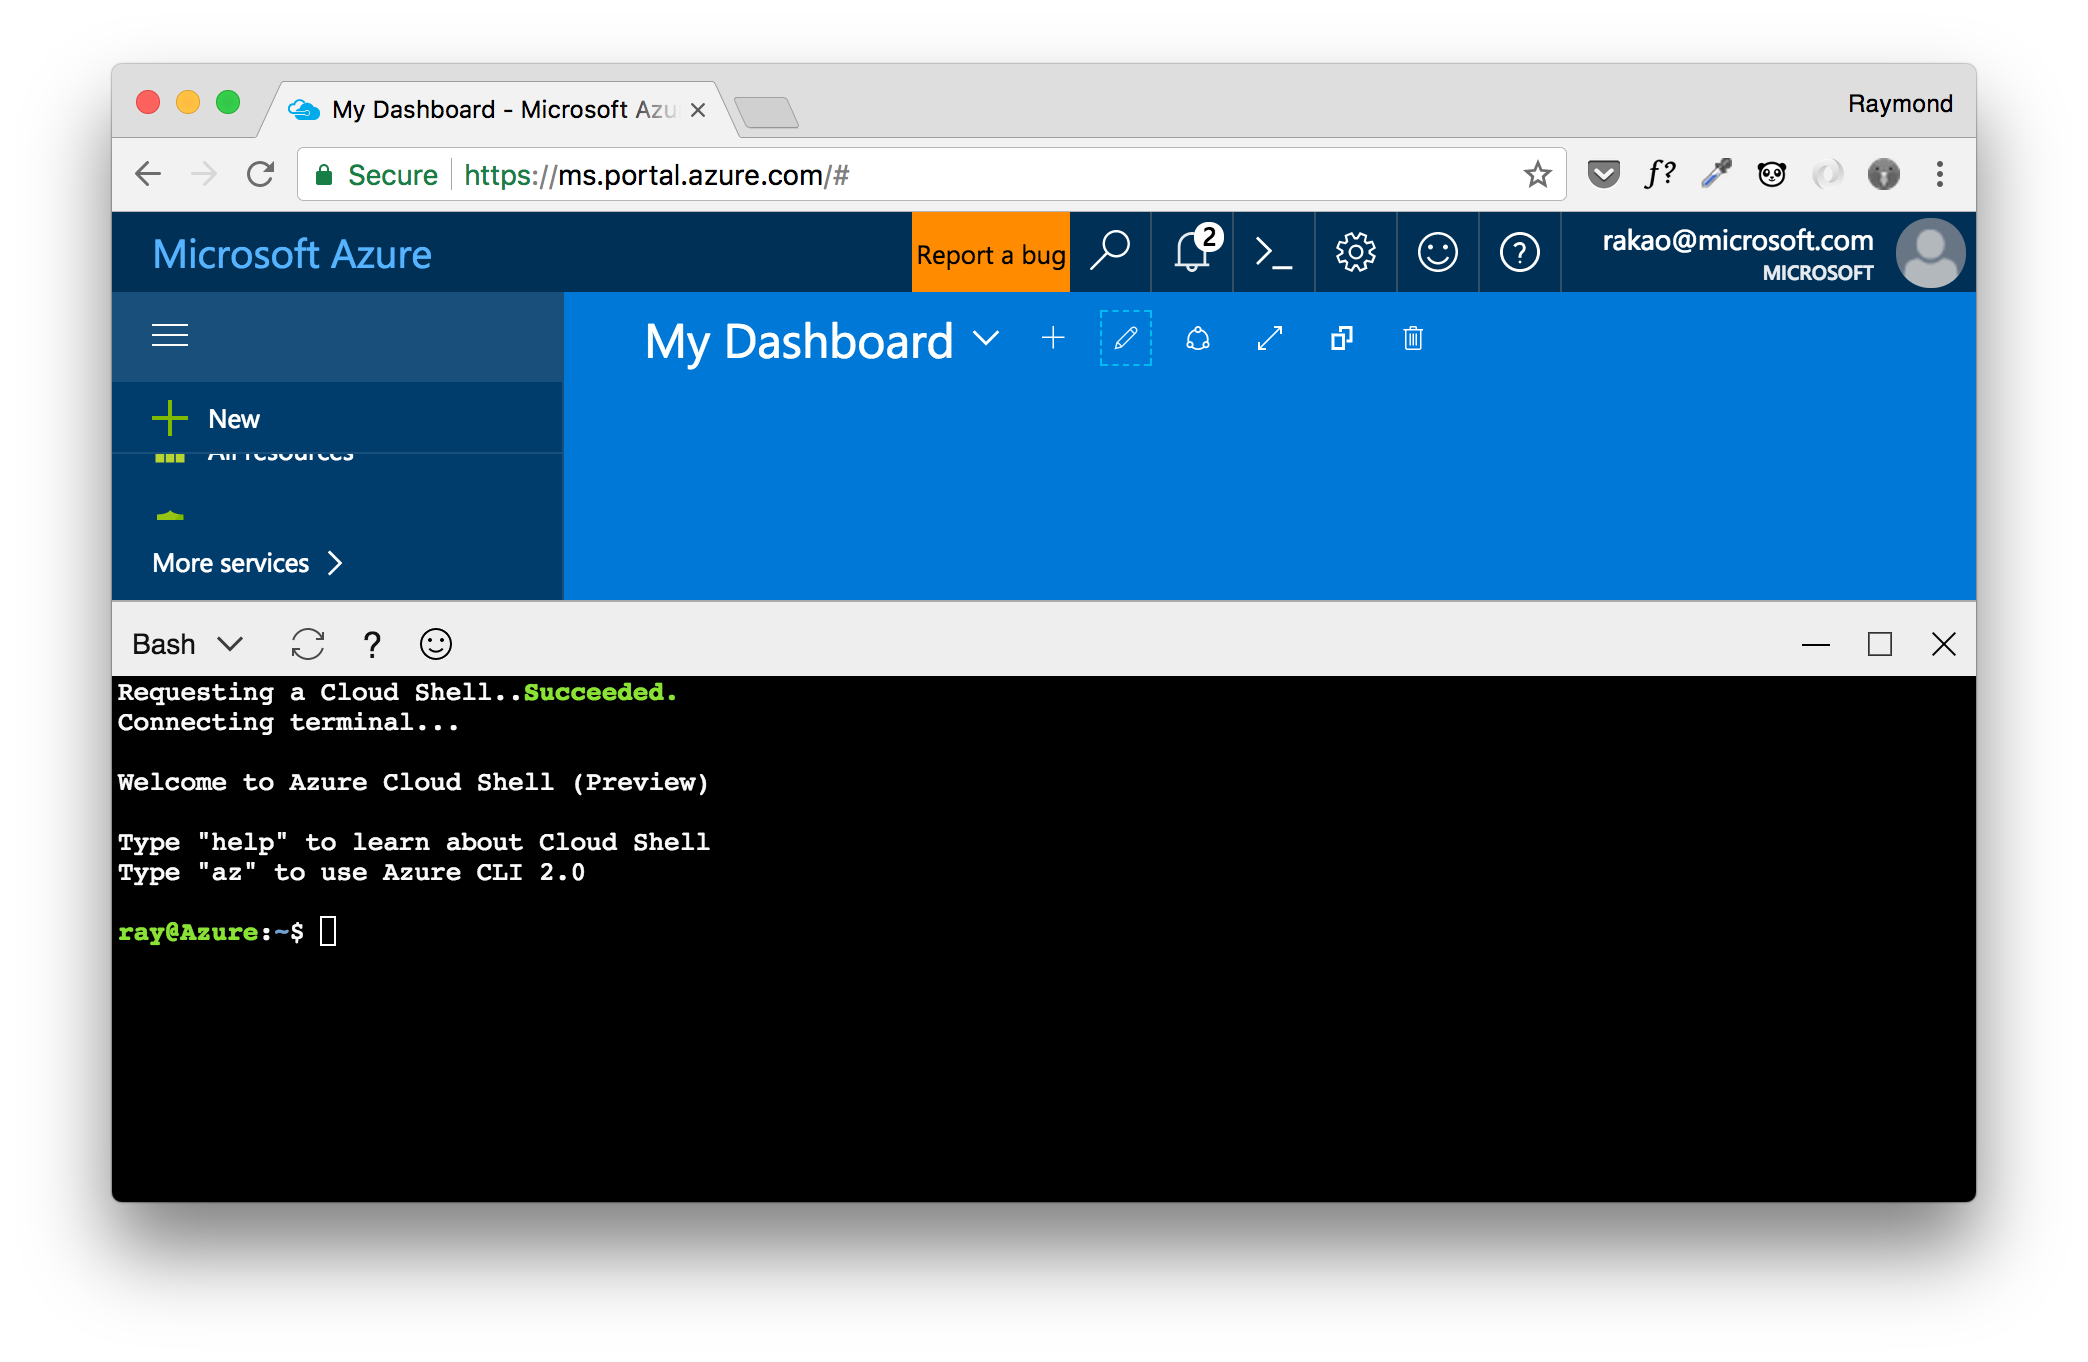 My Dashboard - Microsoft Azu
Raymond
Secure
https://ms.portal.azure.com/#
f?
Microsoft Azure
Report a bug
2
>_
?
rakao@microsoft.com
MICROSOFT
My Dashboard
New
All resources
More services
Bash
?
Requesting a Cloud Shell..Succeeded.
Connecting terminal...
Welcome to Azure Cloud Shell (Preview)
Type "help" to learn about Cloud Shell
Type "az" to use Azure CLI 2.0
ray@Azure:~$